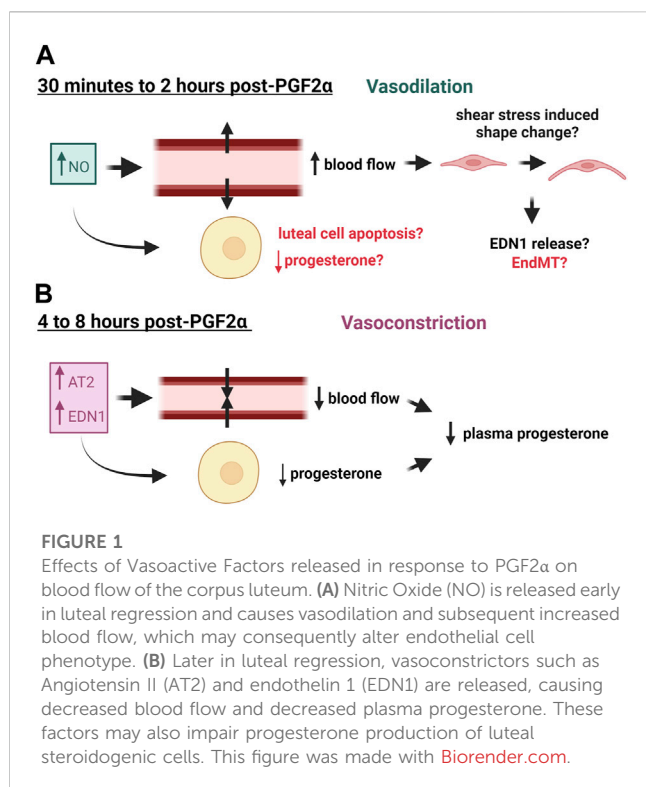 A
30 minutes to 2 hours post-PGF2α Vasodilation
shear stress induced
shape change?
↑ NO
↑ blood flow
luteal cell apoptosis?
↓ progesterone?
EDN1 release?
EndMT?
B
4 to 8 hours post-PGF2α Vasoconstriction
↑ AT2
↑ EDN1
↓ blood flow
↓ plasma progesterone
↓ progesterone
FIGURE 1
Effects of Vasoactive Factors released in response to PGF2α on
blood flow of the corpus luteum. (A) Nitric Oxide (NO) is released early
in luteal regression and causes vasodilation and subsequent increased
blood flow, which may consequently alter endothelial cell
phenotype. (B) Later in luteal regression, vasoconstrictors such as
Angiotensin II (AT2) and endothelin 1 (EDN1) are released, causing
decreased blood flow and decreased plasma progesterone. These
factors may also impair progesterone production of luteal
steroidogenic cells. This figure was made with Biorender.com.